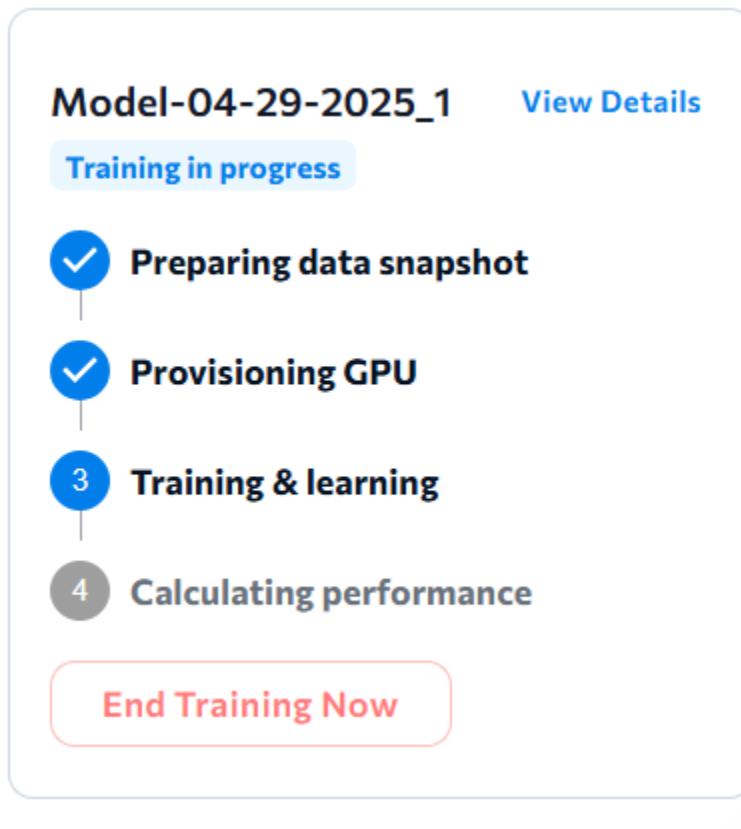 Model-04-29-2025_1
View Details
Training in progress
Preparing data snapshot
Provisioning GPU
3 Training & learning
4 Calculating performance
End Training Now